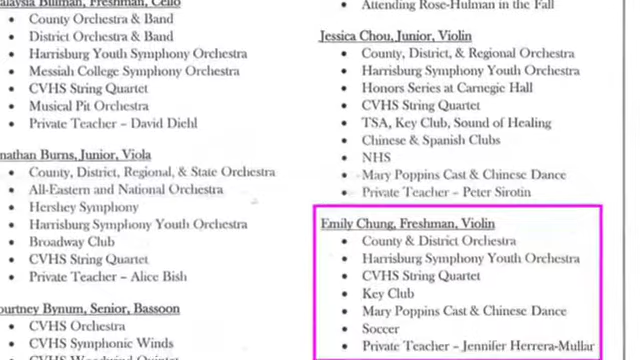 alaysia Billman, Freshman, Cello
• County Orchestra & Band
• District Orchestra & Band
• Harrisburg Youth Symphony Orchestra
• Messiah College Symphony Orchestra
• CVHS String Quartet
• Musical Pit Orchestra
• Private Teacher – David Diehl
nathan Burns, Junior, Viola
• County, District, Regional, & State Orchestra
• All-Eastern and National Orchestra
• Hershey Symphony
• Harrisburg Symphony Youth Orchestra
• Broadway Club
• CVHS String Quartet
• Private Teacher – Alice Bish
ourtney Bynum, Senior, Bassoon
• CVHS Orchestra
• CVHS Symphonic Winds
• CVHS Woodwind Quintet
• Attending Rose-Hulman in the Fall
Jessica Chou, Junior, Violin
• County, District, & Regional Orchestra
• Harrisburg Symphony Youth Orchestra
• Honors Series at Carnegie Hall
• CVHS String Quartet
• TSA, Key Club, Sound of Healing
• Chinese & Spanish Clubs
• NHS
• Mary Poppins Cast & Chinese Dance
• Private Teacher – Peter Sirotin
Emily Chung, Freshman, Violin
• County & District Orchestra
• Harrisburg Symphony Youth Orchestra
• CVHS String Quartet
• Key Club
• Mary Poppins Cast & Chinese Dance
• Soccer
• Private Teacher – Jennifer Herrera-Mullar